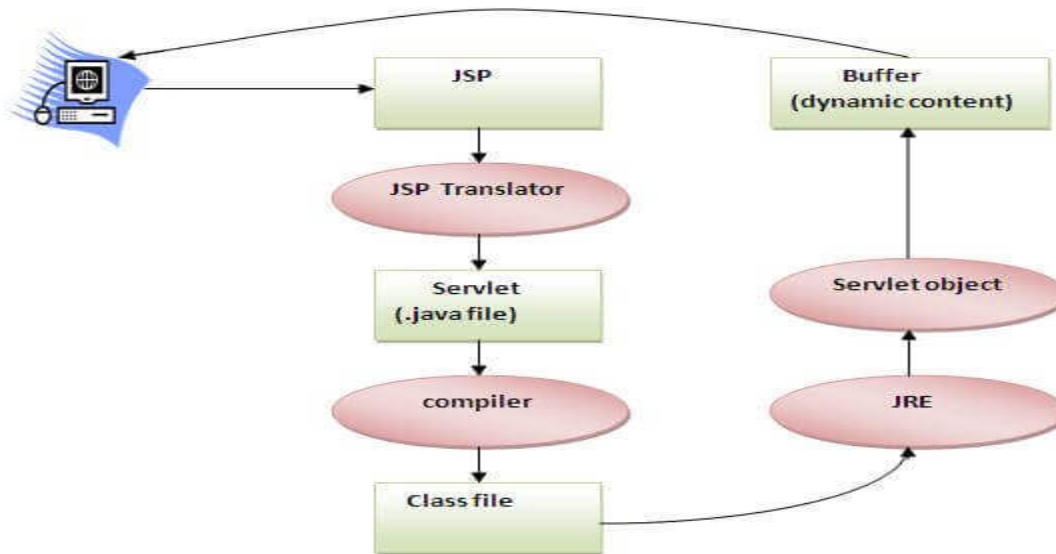 JSP
JSP Translator
Servlet
(.java file)
compiler
Class file
JRE
Servlet object
Buffer
(dynamic content)